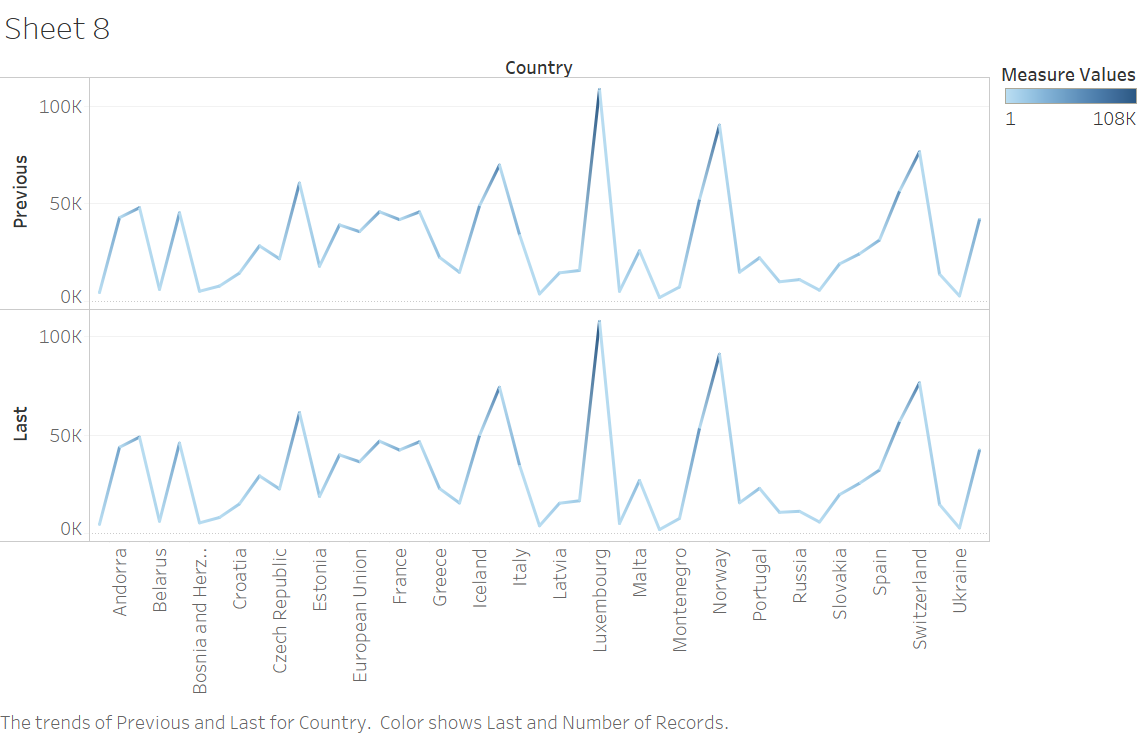 Sheet 8
Country
Measure Values
1 108K
Previous
100K
50K
0K
Last
100K
50K
0K
Andorra
Belarus
Bosnia and Herz..
Croatia
Czech Republic
Estonia
European Union
France
Greece
Iceland
Italy
Latvia
Luxembourg
Malta
Montenegro
Norway
Portugal
Russia
Slovakia
Spain
Switzerland
Ukraine
The trends of Previous and Last for Country. Color shows Last and Number of Records.